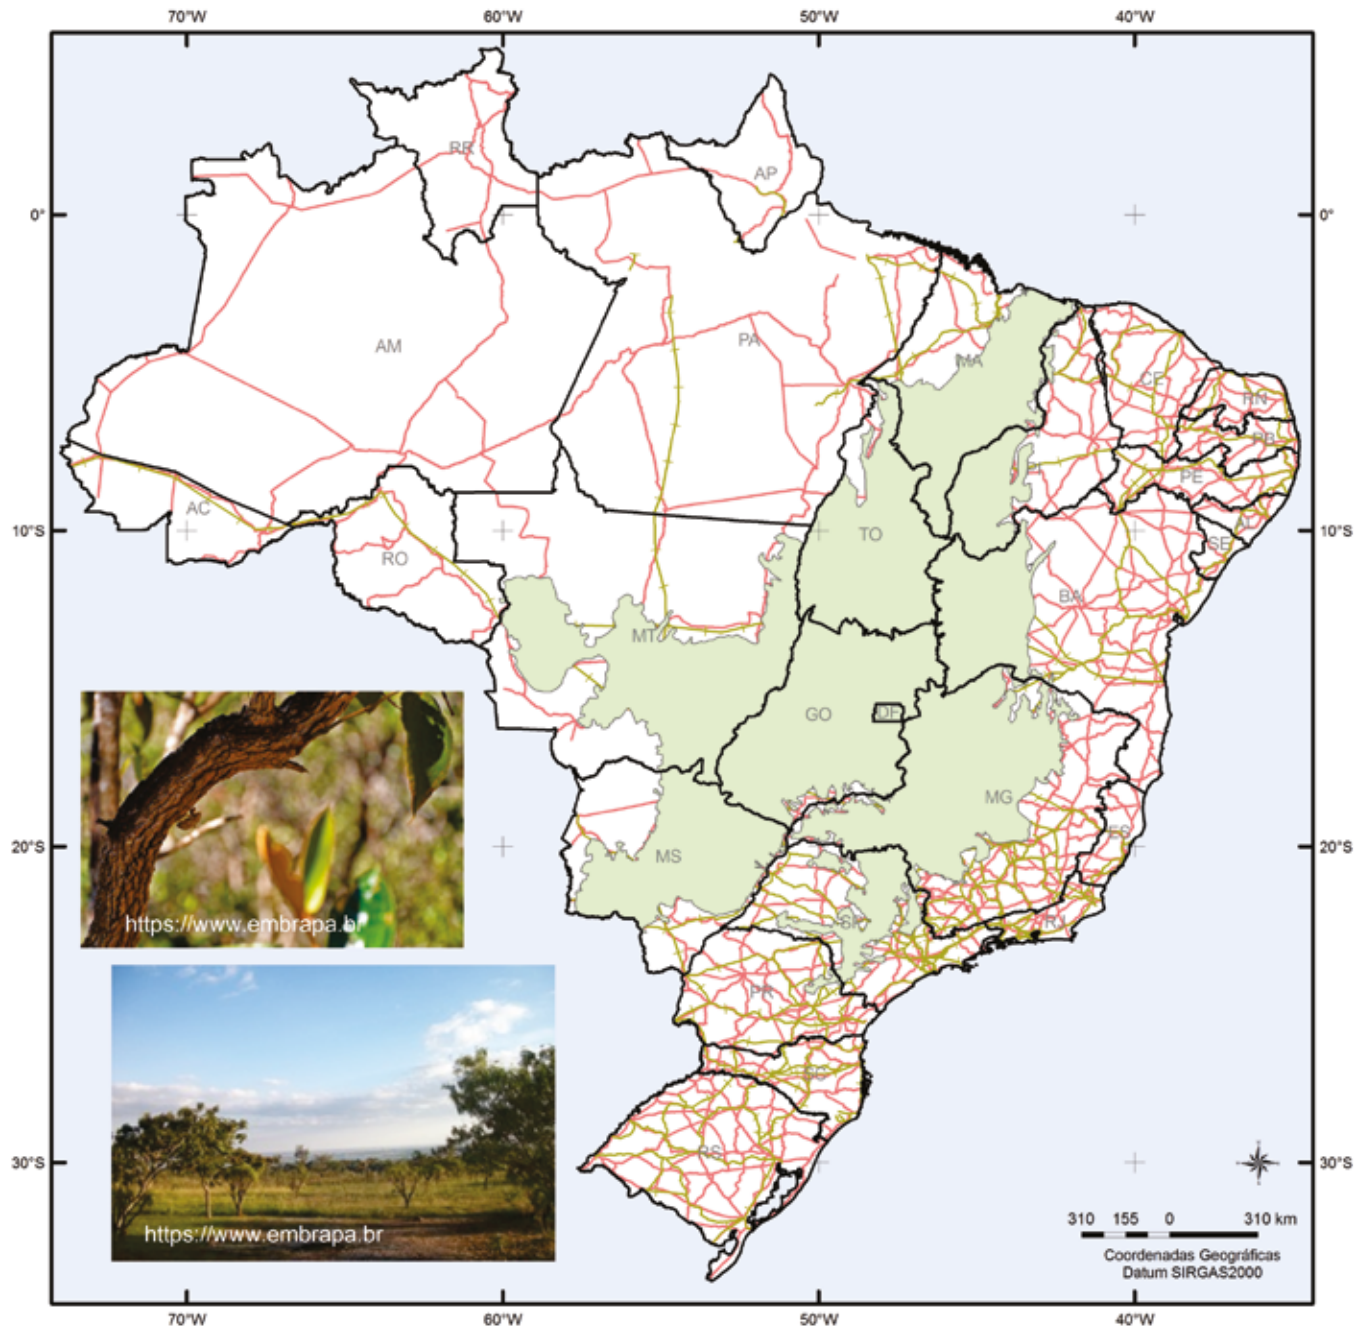 70°W 60°W 50°W 40°W
RR
AP
0° 0°
AM
PA
MA
CE
RN
PB
PI
PE
AC
TO
AL
10°S 10°S
SE
RO
BA
MT
GO
DF
MG
ES
20°S 20°S
MS
https://www.embrapa.br
SP
RJ
PR
SC
RS
30°S 30°S
https://www.embrapa.br
310 155 0 310 km
Coordenadas Geográficas
Datum SIRGAS2000
70°W 60°W 50°W 40°W